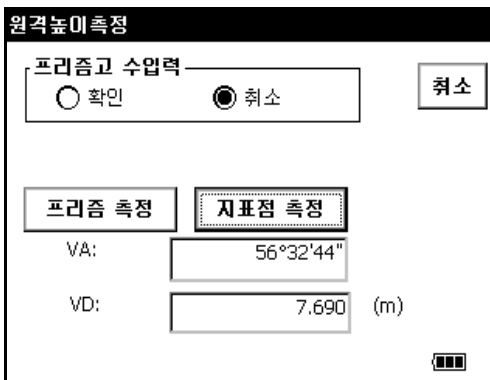 원격높이측정
프리즘고 수입력
확인 취소
취소
프리즘 측정 지표점 측정
VA: 56°32'44"
VD: 7.690 (m)